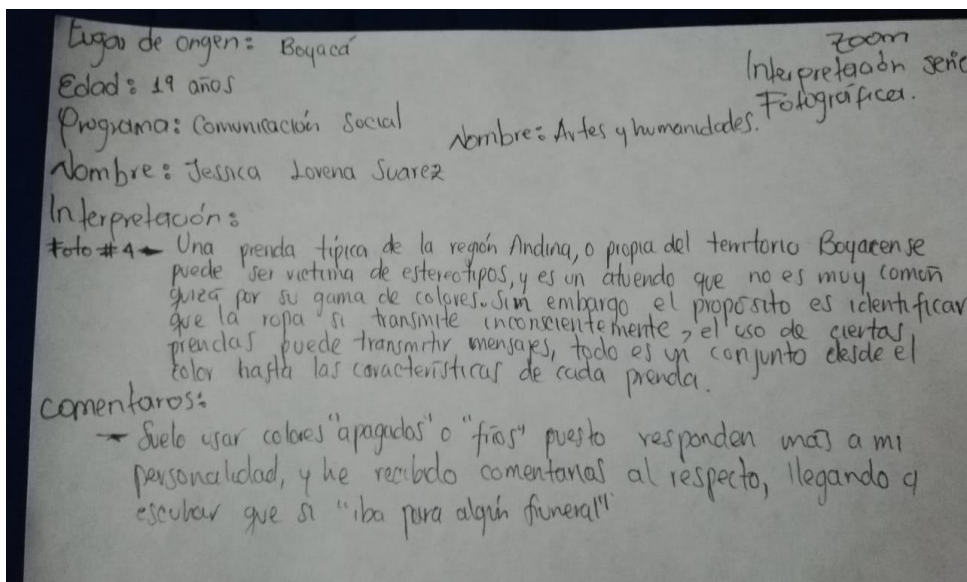 Lugar de origen: Boyacá
Zoom
Edad: 19 años
Interpretación serie
Fotográfica.
Programa: Comunicación Social
Nombre: Artes y humanidades.
Nombre: Jessica Lorena Suarez
Interpretación:
Foto #4 - Una prenda típica de la región Andina, o propia del territorio Boyacense
puede ser victima de estereotipos, y es un atuendo que no es muy común
quizá por su gama de colores. Sim embargo el propósito es identificar
que la ropa si transmite inconscientemente, el uso de ciertas
prendas puede transmitir mensajes, todo es un conjunto desde el
color hasta las características de cada prenda.
comentaros:
- Suelo usar colores "apagados" o "fríos" puesto responden más a mi
personalidad, y he recibido comentarios al respecto, llegando a
escuhar que si "iba para algún funeral"